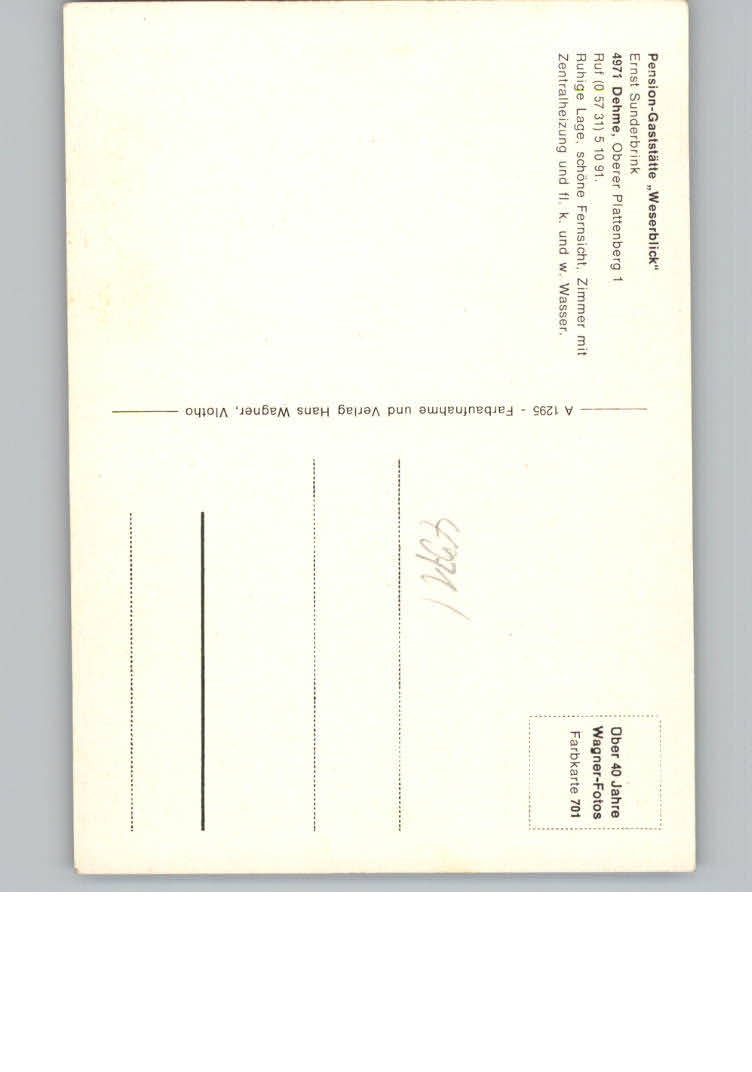 Pension-Gaststätte „Weserblick“
Ernst Sunderbrink
4971 Dehme, Oberer Plattenberg 1
Ruf (0 57 31) 5 10 91.
Ruhige Lage, schöne Fernsicht, Zimmer mit
Zentralheizung und fl. k. und w. Wasser.
A 1295 - Farbaufnahme und Verlag Hans Wagner, Vlotho
4971
Über 40 Jahre
Wagner-Fotos
Farbkarte 701